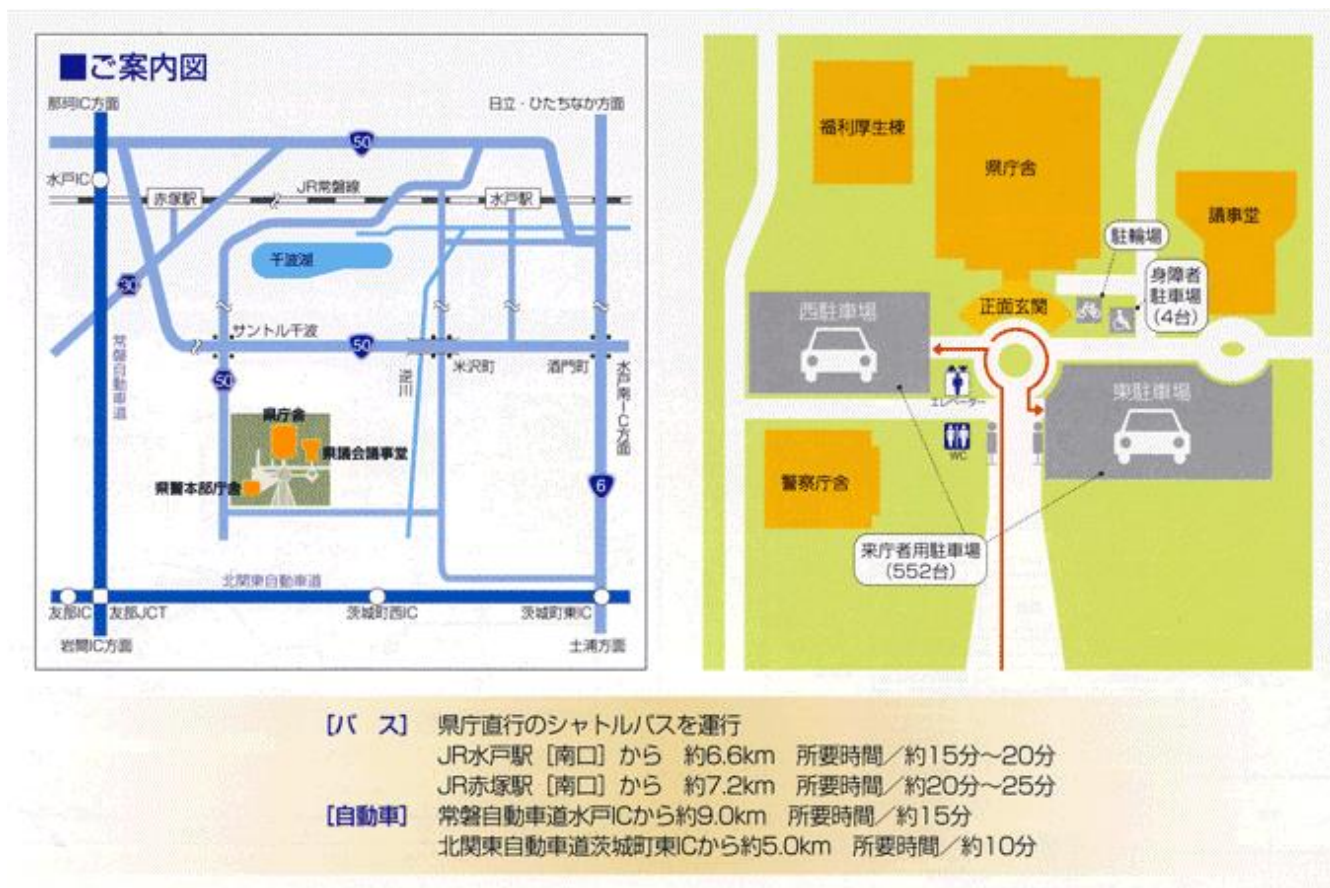 ■ご案内図
那珂IC方面
日立・ひたちなか方面
50
水戸IC
赤塚駅
JR常磐線
水戸駅
千波湖
30
常磐自動車道
サントル千波
50
50
逆川
米沢町
酒門町
水戸南IC方面
県庁舎
県議会議事堂
県警本部庁舎
6
北関東自動車道
友部IC
友部JCT
茨城町西IC
茨城町東IC
岩間IC方面
土浦方面
福利厚生棟
県庁舎
議事堂
駐輪場
身障者
駐車場
(4台)
正面玄関
西駐車場
エレベーター
東駐車場
WC
警察庁舎
来庁者用駐車場
(552台)
[バス] 県庁直行のシャトルバスを運行
JR水戸駅[南口]から 約6.6km 所要時間/約15分~20分
JR赤塚駅[南口]から 約7.2km 所要時間/約20分~25分
[自動車] 常磐自動車道水戸ICから約9.0km 所要時間/約15分
北関東自動車道茨城町東ICから約5.0km 所要時間/約10分